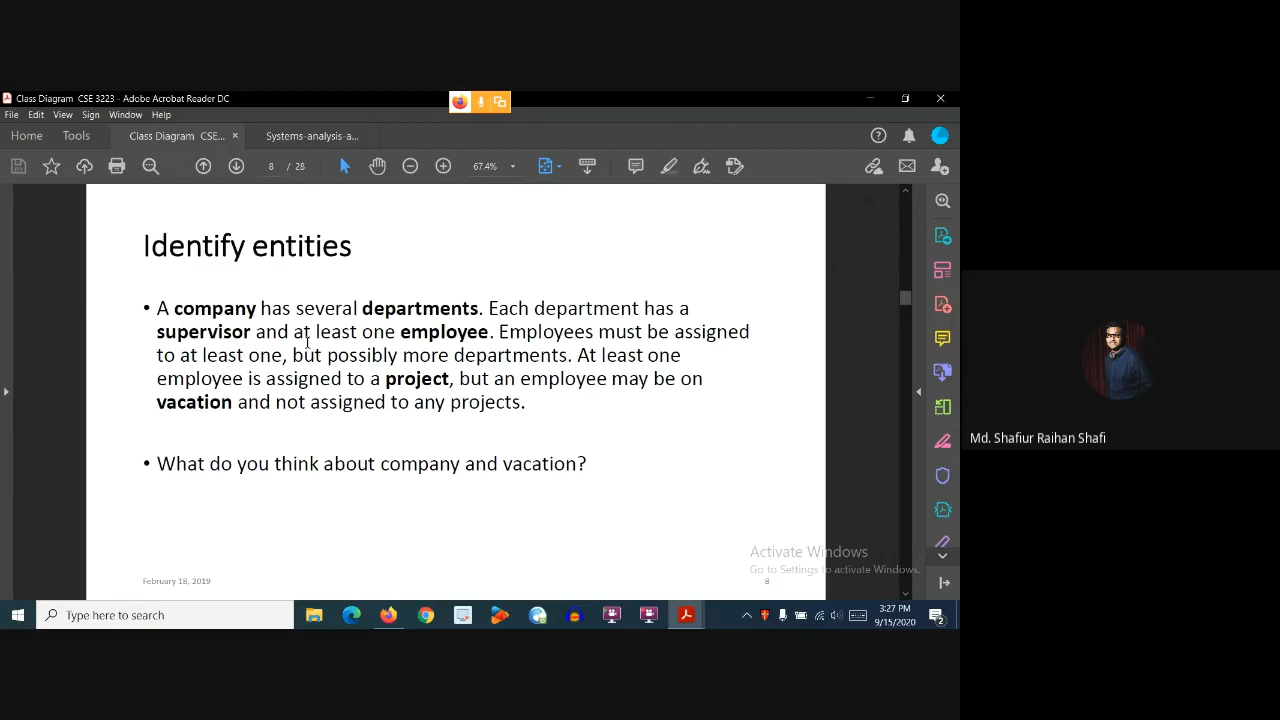 Class Diagram CSE 3223 - Adobe Acrobat Reader DC
File Edit View Sign Window Help
Home Tools Class Diagram CSE... × Systems-analysis-a...
8 / 28 67.4%
Identify entities
• A company has several departments. Each department has a
supervisor and at least one employee. Employees must be assigned
to at least one, but possibly more departments. At least one
employee is assigned to a project, but an employee may be on
vacation and not assigned to any projects.
• What do you think about company and vacation?
Md. Shafiur Raihan Shafi
Activate Windows
Go to Settings to activate Windows.
February 18, 2019 8
Type here to search
3:27 PM
9/15/2020
2